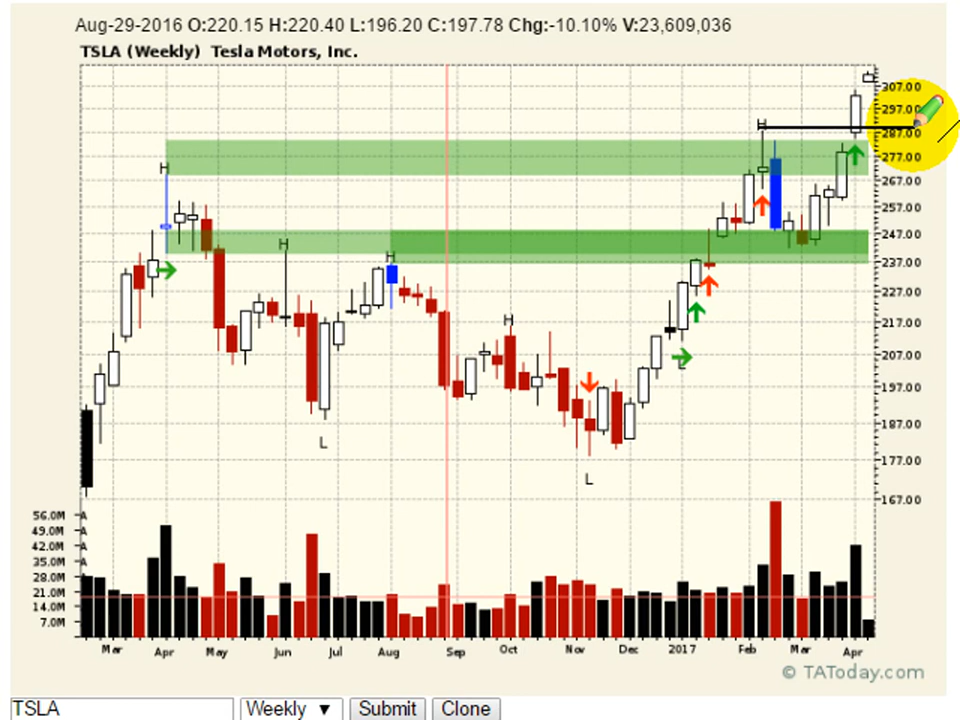 Aug-29-2016 O:220.15 H:220.40 L:196.20 C:197.78 Chg:-10.10% V:23,609,036
TSLA (Weekly) Tesla Motors, Inc.
307.00
297.00
H
287.00
277.00
H
267.00
257.00
247.00
H
H
237.00
227.00
H
217.00
207.00
197.00
187.00
L
177.00
L
167.00
56.0M A
49.0M A
42.0M A
35.0M A
28.0M
21.0M
14.0M
7.0M
Mar Apr May Jun Jul Aug Sep Oct Nov Dec 2017 Feb Mar Apr
© TAToday.com
TSLA Weekly ▼ Submit Clone